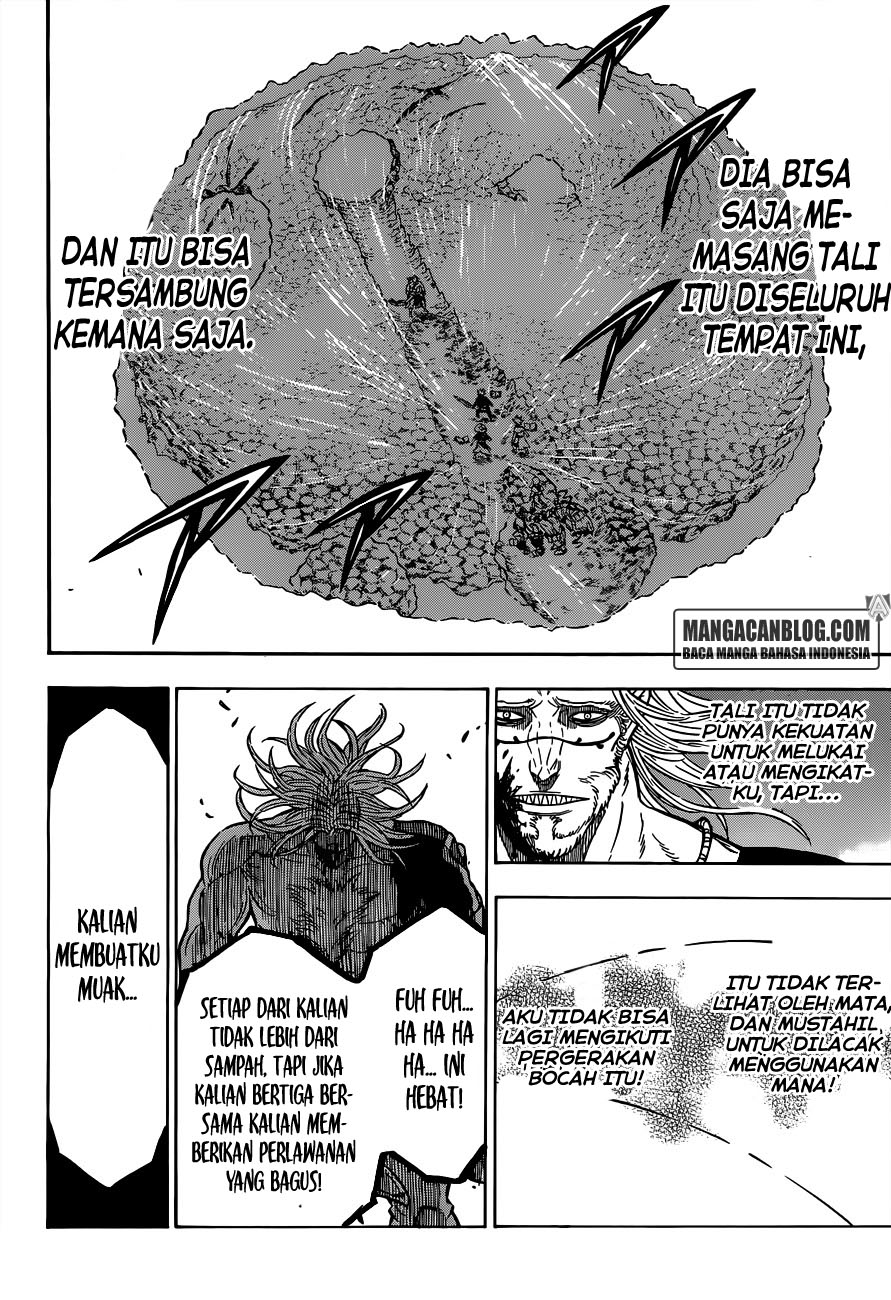 DIA BISA
SAJA ME-
MASANG TALI
ITU DISELURUH
TEMPAT INI,
DAN ITU BISA
TERSAMBUNG
KEMANA SAJA.
MANGACANBLOG.COM
BACA MANGA BAHASA INDONESIA
TALI ITU TIDAK
PUNYA KEKUATAN
UNTUK MELUKAI
ATAU MENGIKAT-
KU, TAPI...
ITU TIDAK TER-
LIHAT OLEH MATA,
DAN MUSTAHIL
UNTUK DILACAK
MENGGUNAKAN
MANA!
AKU TIDAK BISA
LAGI MENGIKUTI
PERGERAKAN
BOCAH ITU!
FUH FUH...
HA HA HA
HA... INI
HEBAT!
SETIAP DARI KALIAN
TIDAK LEBIH DARI
SAMPAH, TAPI JIKA
KALIAN BERTIGA BER-
SAMA KALIAN MEM-
BERIKAN PERLAWANAN
YANG BAGUS!
KALIAN
MEMBUATKU
MUAK...